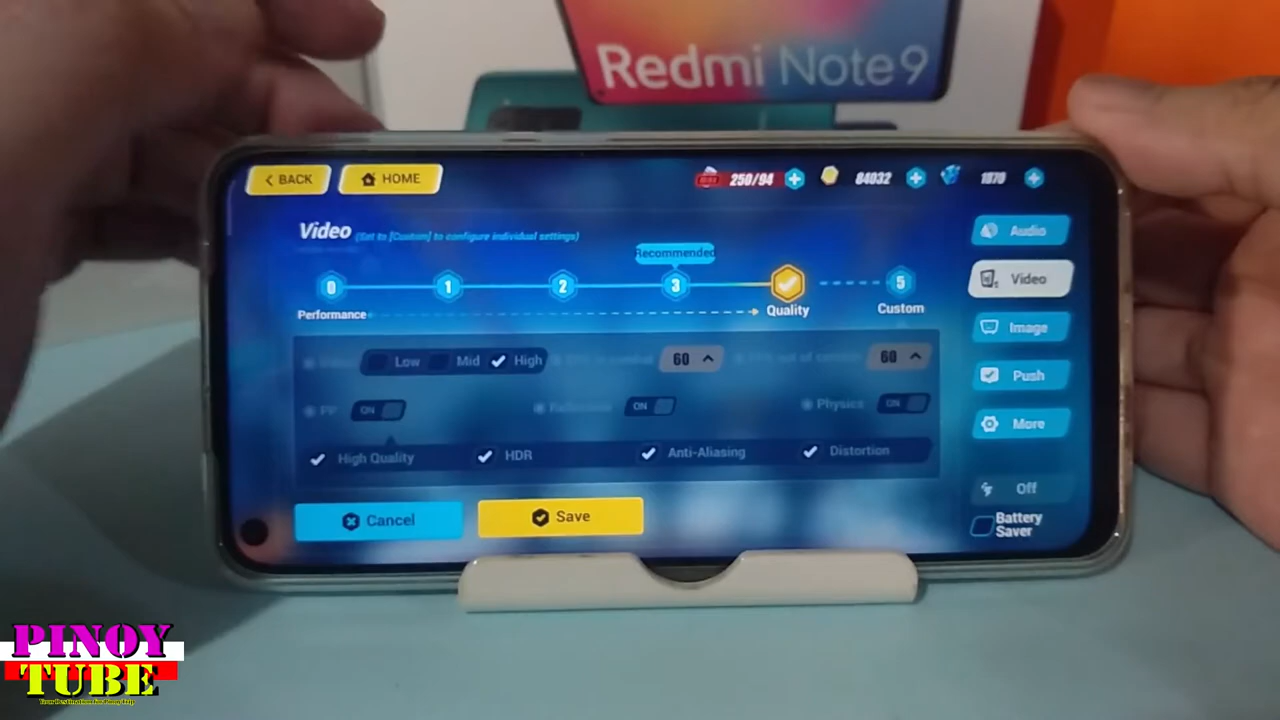 Redmi Note 9
BACK
HOME
250/94
84032
1870
Video (Set to [Custom] to configure individual settings)
Audio
Recommended
0
1
2
3
5
Video
Performance
Quality
Custom
Image
Low
Mid
High
60
60
Push
ON
ON
Physics
ON
More
High Quality
HDR
Anti-Aliasing
Distortion
Off
Cancel
Save
Battery
Saver
PINOY
TUBE